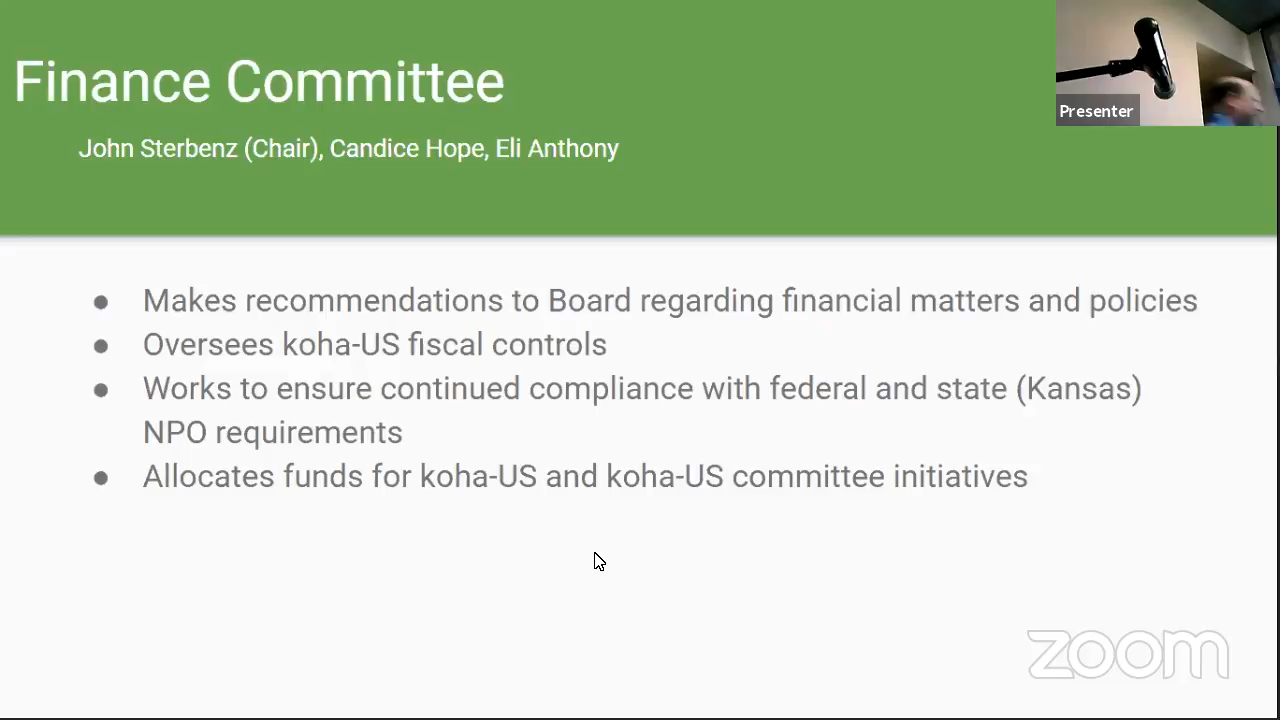 Finance Committee
John Sterbenz (Chair), Candice Hope, Eli Anthony
Presenter
● Makes recommendations to Board regarding financial matters and policies
● Oversees koha-US fiscal controls
● Works to ensure continued compliance with federal and state (Kansas)
NPO requirements
● Allocates funds for koha-US and koha-US committee initiatives
zoom